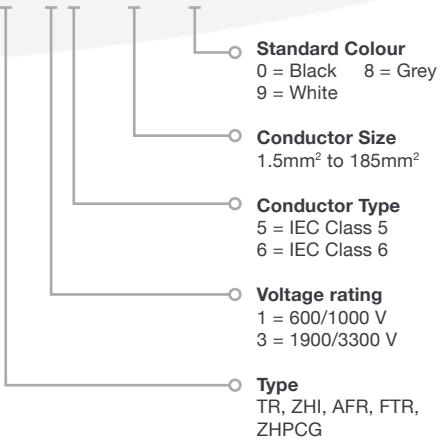 Standard Colour
0 = Black 8 = Grey
9 = White
Conductor Size
1.5mm² to 185mm²
Conductor Type
5 = IEC Class 5
6 = IEC Class 6
Voltage rating
1 = 600/1000 V
3 = 1900/3300 V
Type
TR, ZHI, AFR, FTR,
ZHPCG